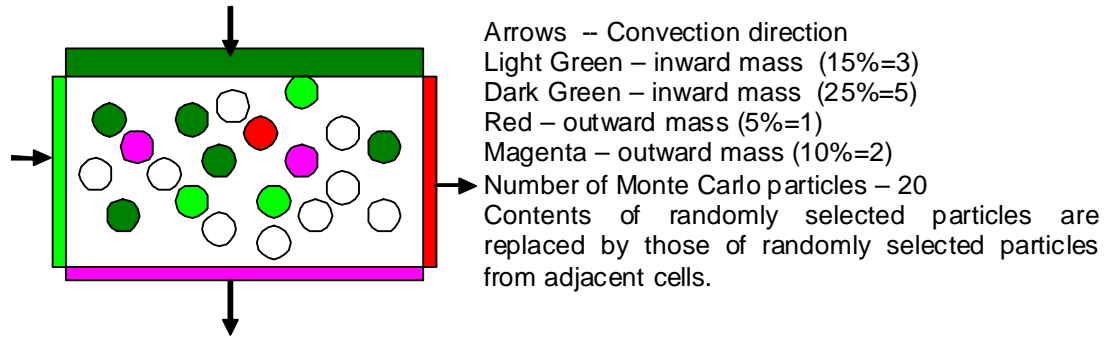 Arrows -- Convection direction
Light Green – inward mass (15%=3)
Dark Green – inward mass (25%=5)
Red – outward mass (5%=1)
Magenta – outward mass (10%=2)
Number of Monte Carlo particles – 20
Contents of randomly selected particles are
replaced by those of randomly selected particles
from adjacent cells.